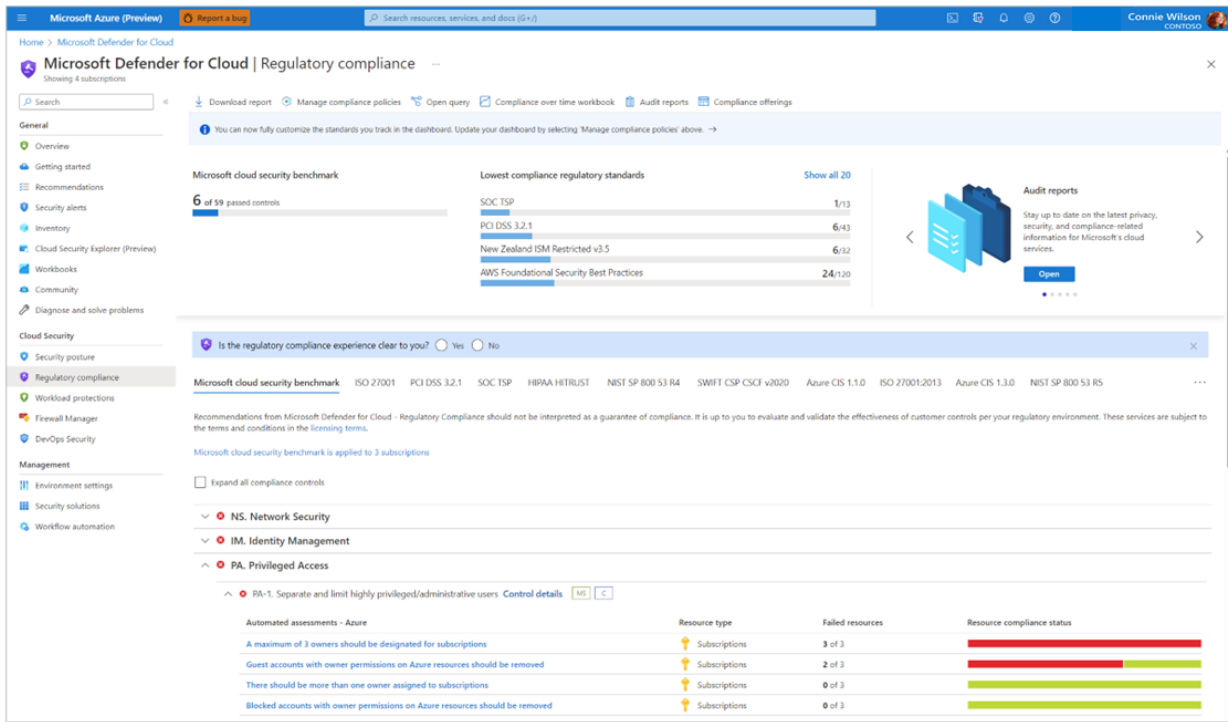 Microsoft Azure (Preview)
Report a bug
Search resources, services, and docs (G+/)
Connie Wilson
CONTOSO
Home > Microsoft Defender for Cloud
Microsoft Defender for Cloud | Regulatory compliance ...
Showing 4 subscriptions
Search
General
Overview
Getting started
Recommendations
Security alerts
Inventory
Cloud Security Explorer (Preview)
Workbooks
Community
Diagnose and solve problems
Cloud Security
Security posture
Regulatory compliance
Workload protections
Firewall Manager
DevOps Security
Management
Environment settings
Security solutions
Workflow automation
Download report Manage compliance policies Open query Compliance over time workbook Audit reports Compliance offerings
You can now fully customize the standards you track in the dashboard. Update your dashboard by selecting 'Manage compliance policies' above. →
Microsoft cloud security benchmark
6 of 59 passed controls
Lowest compliance regulatory standards Show all 20
SOC TSP 1/13
PCI DSS 3.2.1 6/43
New Zealand ISM Restricted v3.5 6/32
AWS Foundational Security Best Practices 24/120
Audit reports
Stay up to date on the latest privacy,
security, and compliance-related
information for Microsoft's cloud
services.
Open
Is the regulatory compliance experience clear to you? Yes No
Microsoft cloud security benchmark ISO 27001 PCI DSS 3.2.1 SOC TSP HIPAA HITRUST NIST SP 800 53 R4 SWIFT CSP CSCF v2020 Azure CIS 1.1.0 ISO 27001:2013 Azure CIS 1.3.0 NIST SP 800 53 R5 ...
Recommendations from Microsoft Defender for Cloud - Regulatory Compliance should not be interpreted as a guarantee of compliance. It is up to you to evaluate and validate the effectiveness of customer controls per your regulatory environment. These services are subject to
the terms and conditions in the licensing terms.
Microsoft cloud security benchmark is applied to 3 subscriptions
Expand all compliance controls
NS. Network Security
IM. Identity Management
PA. Privileged Access
PA-1. Separate and limit highly privileged/administrative users Control details MS C
Automated assessments - Azure Resource type Failed resources Resource compliance status
A maximum of 3 owners should be designated for subscriptions Subscriptions 3 of 3
Guest accounts with owner permissions on Azure resources should be removed Subscriptions 2 of 3
There should be more than one owner assigned to subscriptions Subscriptions 0 of 3
Blocked accounts with owner permissions on Azure resources should be removed Subscriptions 0 of 3